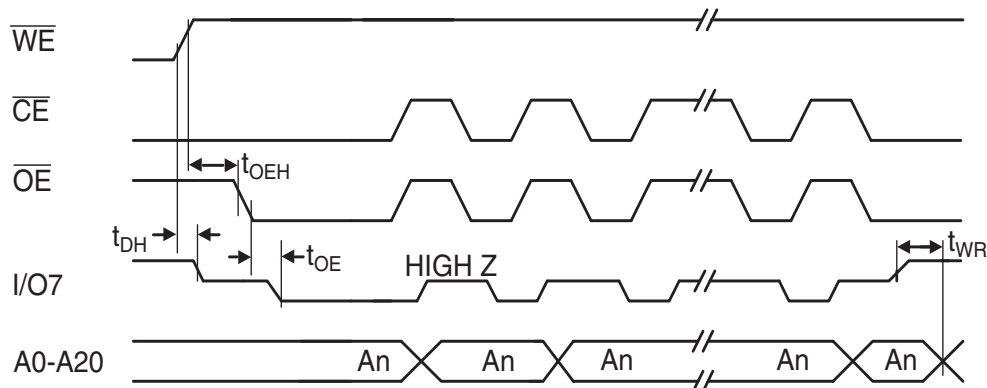 WE
CE
OE
tOEH
tDH
tOE
HIGH Z
tWR
I/O7
A0-A20
An
An
An
An
An